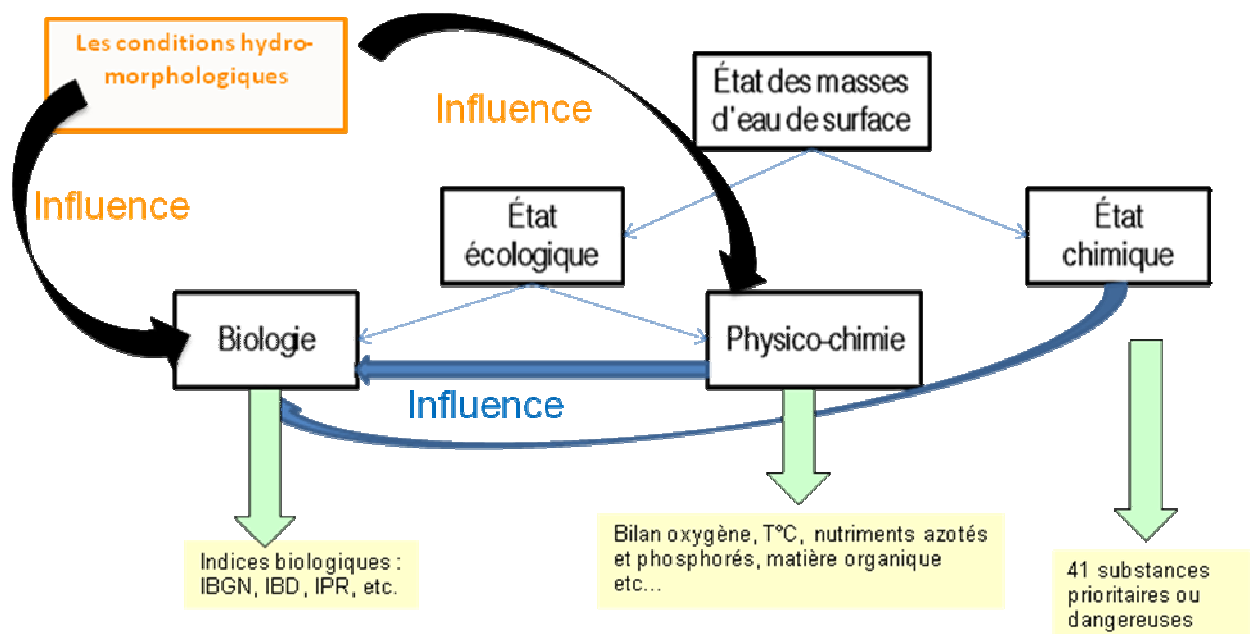 Les conditions hydro-
morphologiques
Influence
État des masses
d'eau de surface
Influence
État
écologique
État
chimique
Biologie
Physico-chimie
Influence
Indices biologiques :
IBGN, IBD, IPR, etc.
Bilan oxygène, T°C, nutriments azotés
et phosphorés, matière organique
etc...
41 substances
prioritaires ou
dangereuses